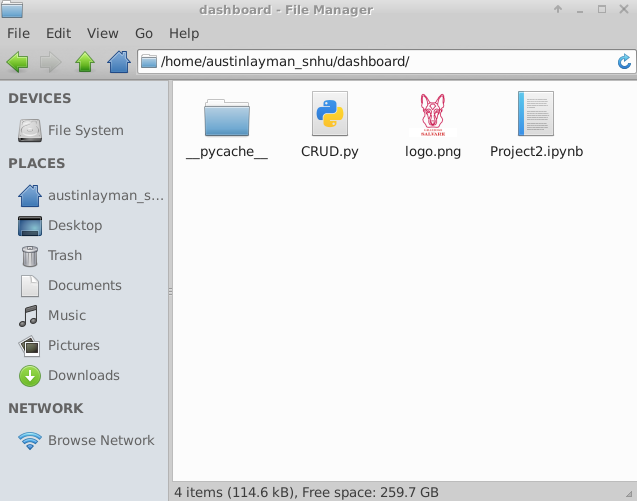 dashboard - File Manager
File Edit View Go Help
/home/austinlayman_snhu/dashboard/
DEVICES
File System
PLACES
austinlayman_s...
Desktop
Trash
Documents
Music
Pictures
Downloads
NETWORK
Browse Network
__pycache__
CRUD.py
logo.png
Project2.ipynb
SALVARE
4 items (114.6 kB), Free space: 259.7 GB